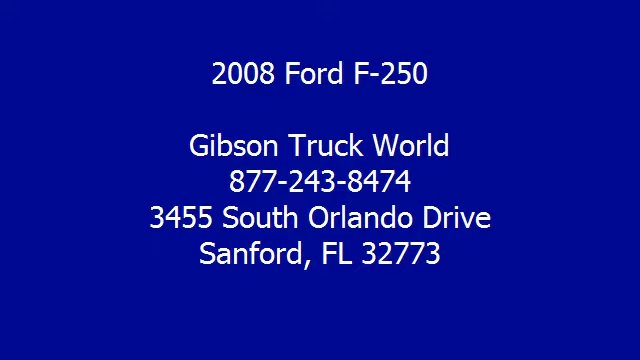 2008 Ford F-250
Gibson Truck World
877-243-8474
3455 South Orlando Drive
Sanford, FL 32773